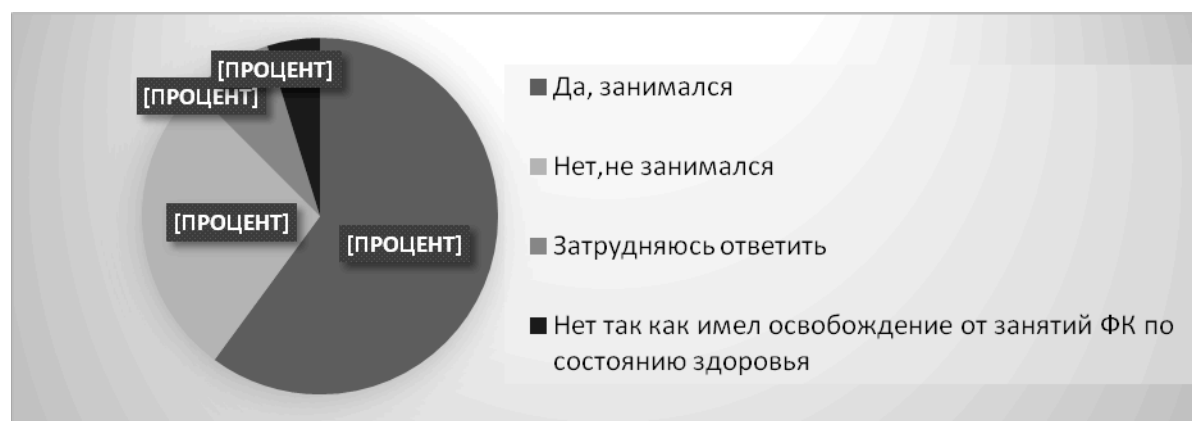 [ПРОЦЕНТ]
[ПРОЦЕНТ]
[ПРОЦЕНТ]
[ПРОЦЕНТ]
Да, занимался
Нет,не занимался
Затрудняюсь ответить
Нет так как имел освобождение от занятий ФК по
состоянию здоровья